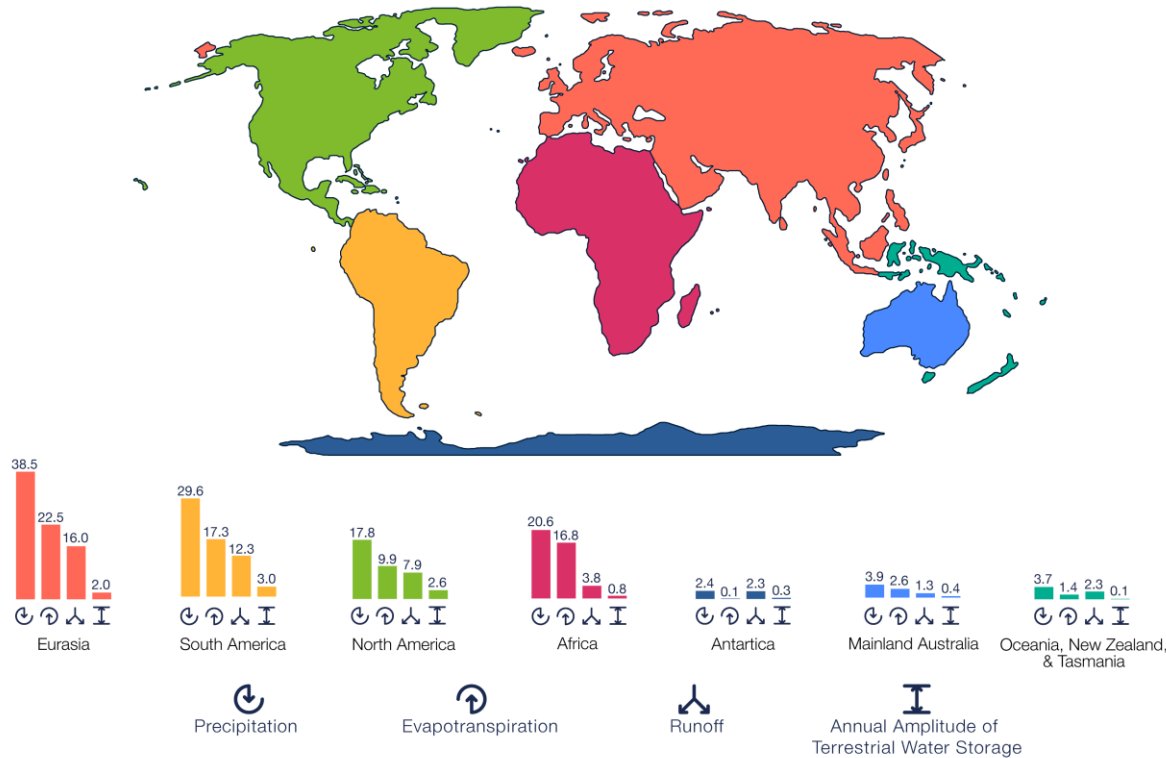 38.5
22.5
16.0
2.0
Eurasia
29.6
17.3
12.3
3.0
South America
17.8
9.9
7.9
2.6
North America
20.6
16.8
3.8
0.8
Africa
2.4
0.1
2.3
0.3
Antartica
3.9
2.6
1.3
0.4
Mainland Australia
3.7
1.4
2.3
0.1
Oceania, New Zealand,
& Tasmania
Precipitation
Evapotranspiration
Runoff
Annual Amplitude of
Terrestrial Water Storage